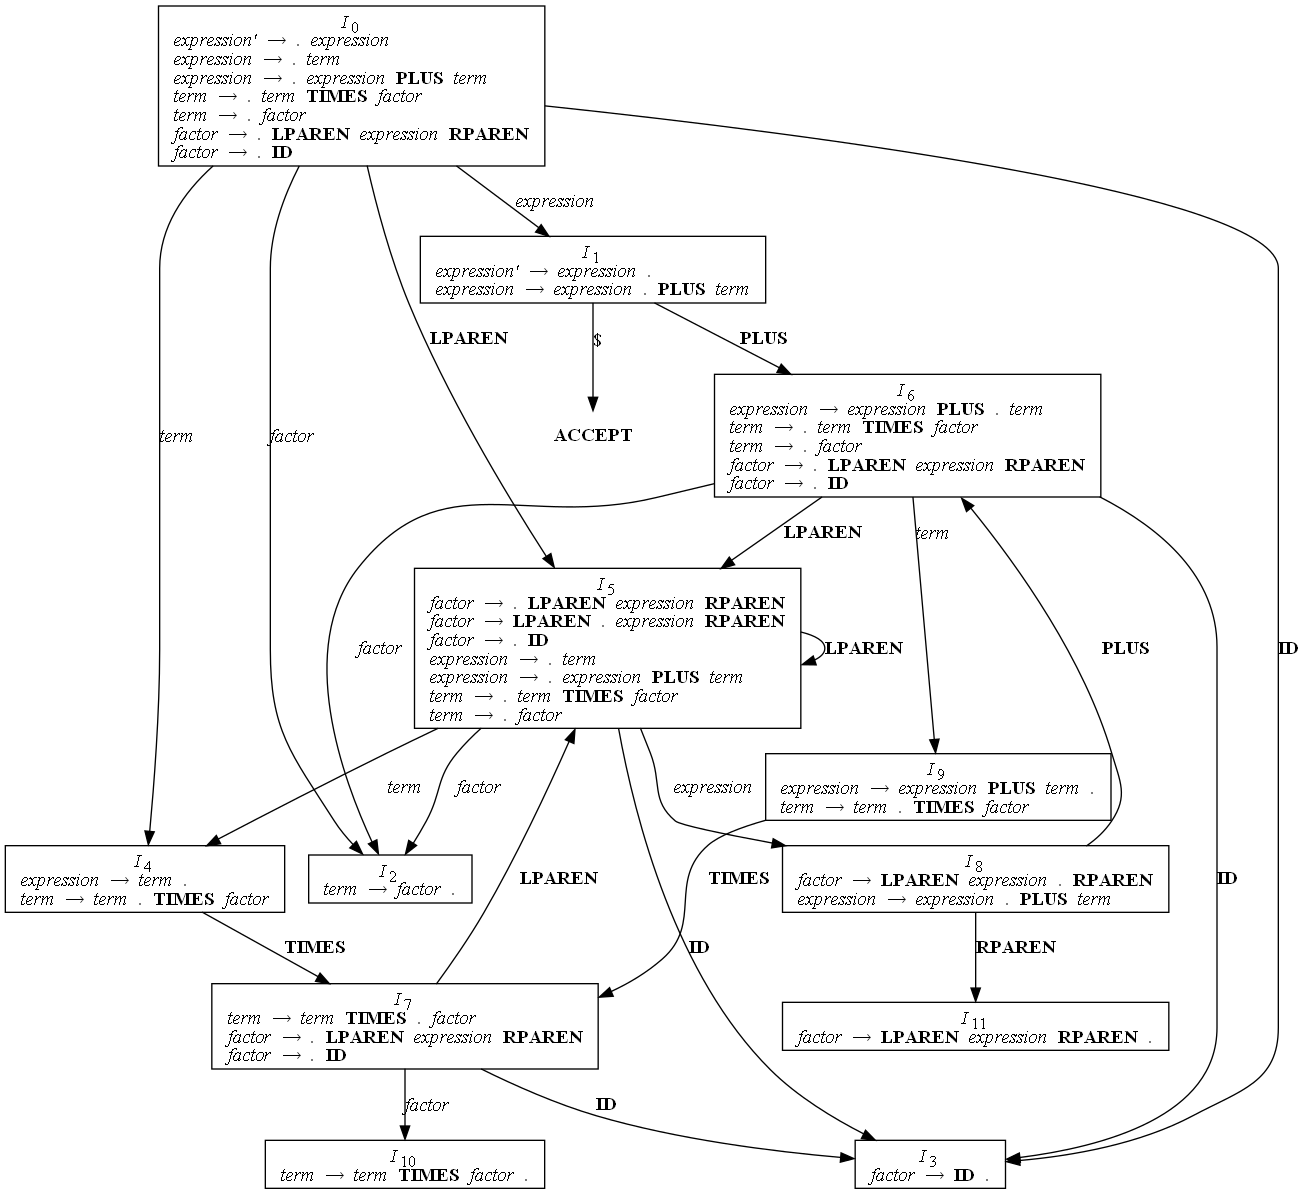 I0
expression' → . expression
expression → . term
expression → . expression PLUS term
term → . term TIMES factor
term → . factor
factor → . LPAREN expression RPAREN
factor → . ID
expression
I1
expression' → expression .
expression → expression . PLUS term
LPAREN
$
PLUS
I6
expression → expression PLUS . term
term → . term TIMES factor
term → . factor
factor → . LPAREN expression RPAREN
factor → . ID
term
factor
ACCEPT
LPAREN
term
I5
factor → . LPAREN expression RPAREN
factor → LPAREN . expression RPAREN
factor → . ID
expression → . term
expression → . expression PLUS term
term → . term TIMES factor
term → . factor
factor
LPAREN
PLUS
ID
I9
expression → expression PLUS term .
term → term . TIMES factor
term
factor
expression
I4
expression → term .
term → term . TIMES factor
I2
term → factor .
LPAREN
TIMES
I8
factor → LPAREN expression . RPAREN
expression → expression . PLUS term
ID
TIMES
ID
RPAREN
I7
term → term TIMES . factor
factor → . LPAREN expression RPAREN
factor → . ID
I11
factor → LPAREN expression RPAREN .
factor
ID
I10
term → term TIMES factor .
I3
factor → ID .